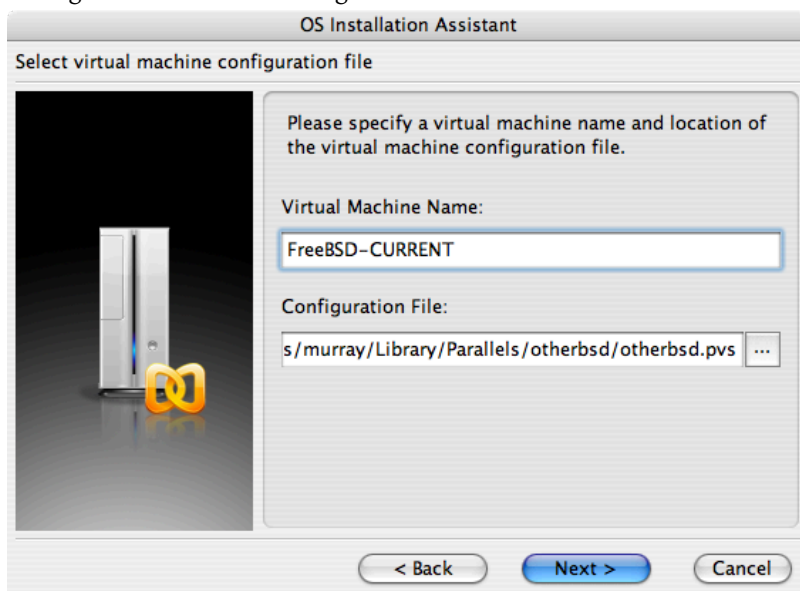 OS Installation Assistant
Select virtual machine configuration file
Please specify a virtual machine name and location of
the virtual machine configuration file.
Virtual Machine Name:
FreeBSD-CURRENT
Configuration File:
s/murray/Library/Parallels/otherbsd/otherbsd.pvs ...
< Back Next > Cancel